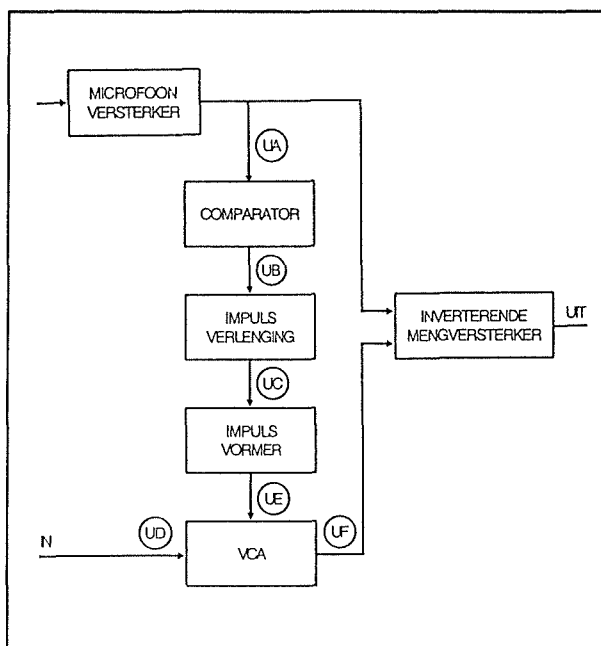 MICROFOON
VERSTERKER
UA
COMPARATOR
UB
IMPULS
VERLENGING
INVERTERENDE
MENGVERSTERKER
UIT
UC
IMPULS
VORMER
UE
IN
UD
VCA
UF